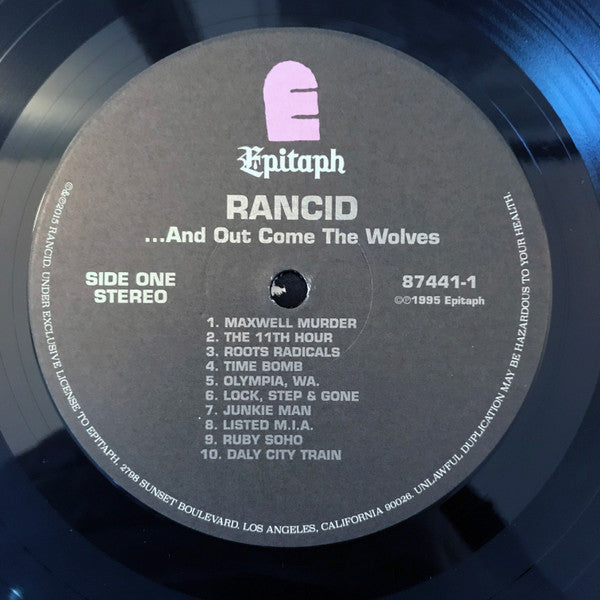 E
Epitaph
RANCID
...And Out Come The Wolves
SIDE ONE
STEREO
87441-1
©℗1995 Epitaph
1. MAXWELL MURDER
2. THE 11TH HOUR
3. ROOTS RADICALS
4. TIME BOMB
5. OLYMPIA, WA.
6. LOCK, STEP & GONE
7. JUNKIE MAN
8. LISTED M.I.A.
9. RUBY SOHO
10. DALY CITY TRAIN
©℗2015 RANCID. UNDER EXCLUSIVE LICENSE TO EPITAPH. 2798 SUNSET BOULEVARD. LOS ANGELES, CALIFORNIA 90026. UNLAWFUL DUPLICATION MAY BE HAZARDOUS TO YOUR HEALTH.